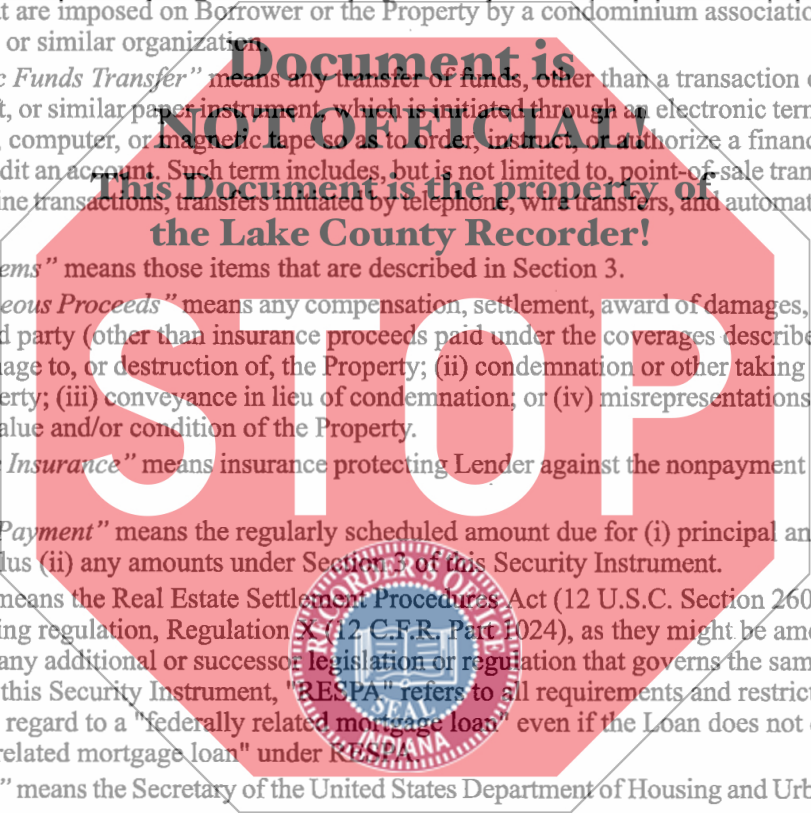 t are imposed on Borrower or the Property by a condominium associatio
or similar organization.
Document is
c Funds Transfer" means any transfer of funds, other than a transaction o
t, or similar paper instrument, which is initiated through an electronic term
NOT OFFICIAL!
computer, or magnetic tape so as to order, instruct, or authorize a financ
dit an account. Such term includes, but is not limited to, point-of-sale tran
This Document is the property of
ine transactions, transfers initiated by telephone, wire transfers, and automat
the Lake County Recorder!
ems" means those items that are described in Section 3.
eous Proceeds" means any compensation, settlement, award of damages,
d party (other than insurance proceeds paid under the coverages describe
age to, or destruction of, the Property; (ii) condemnation or other taking
erty; (iii) conveyance in lieu of condemnation; or (iv) misrepresentations
STOP
alue and/or condition of the Property.
Insurance" means insurance protecting Lender against the nonpayment
Payment" means the regularly scheduled amount due for (i) principal an
lus (ii) any amounts under Section 3 of this Security Instrument.
means the Real Estate Settlement Procedures Act (12 U.S.C. Section 260
ing regulation, Regulation X (12 C.F.R. Part 1024), as they might be ame
any additional or successor legislation or regulation that governs the sam
this Security Instrument, "RESPA" refers to all requirements and restrict
regard to a "federally related mortgage loan" even if the Loan does not
related mortgage loan" under RESPA.
RECORDER'S OFFICE
SEAL
INDIANA
" means the Secretary of the United States Department of Housing and Urb